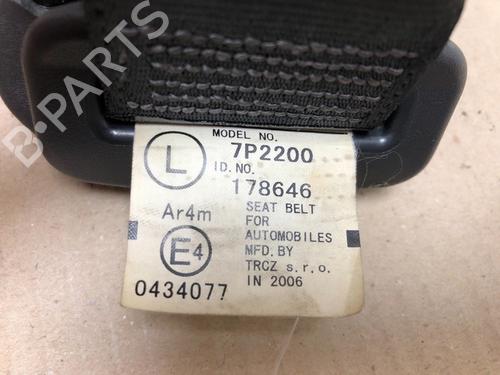 B-PARTS
MODEL NO.
L 7P2200
ID. NO.
178646
Ar4m SEAT BELT
FOR
AUTOMOBILES
E4 MFD. BY
TRCZ s.r.o.
0434077 IN 2006